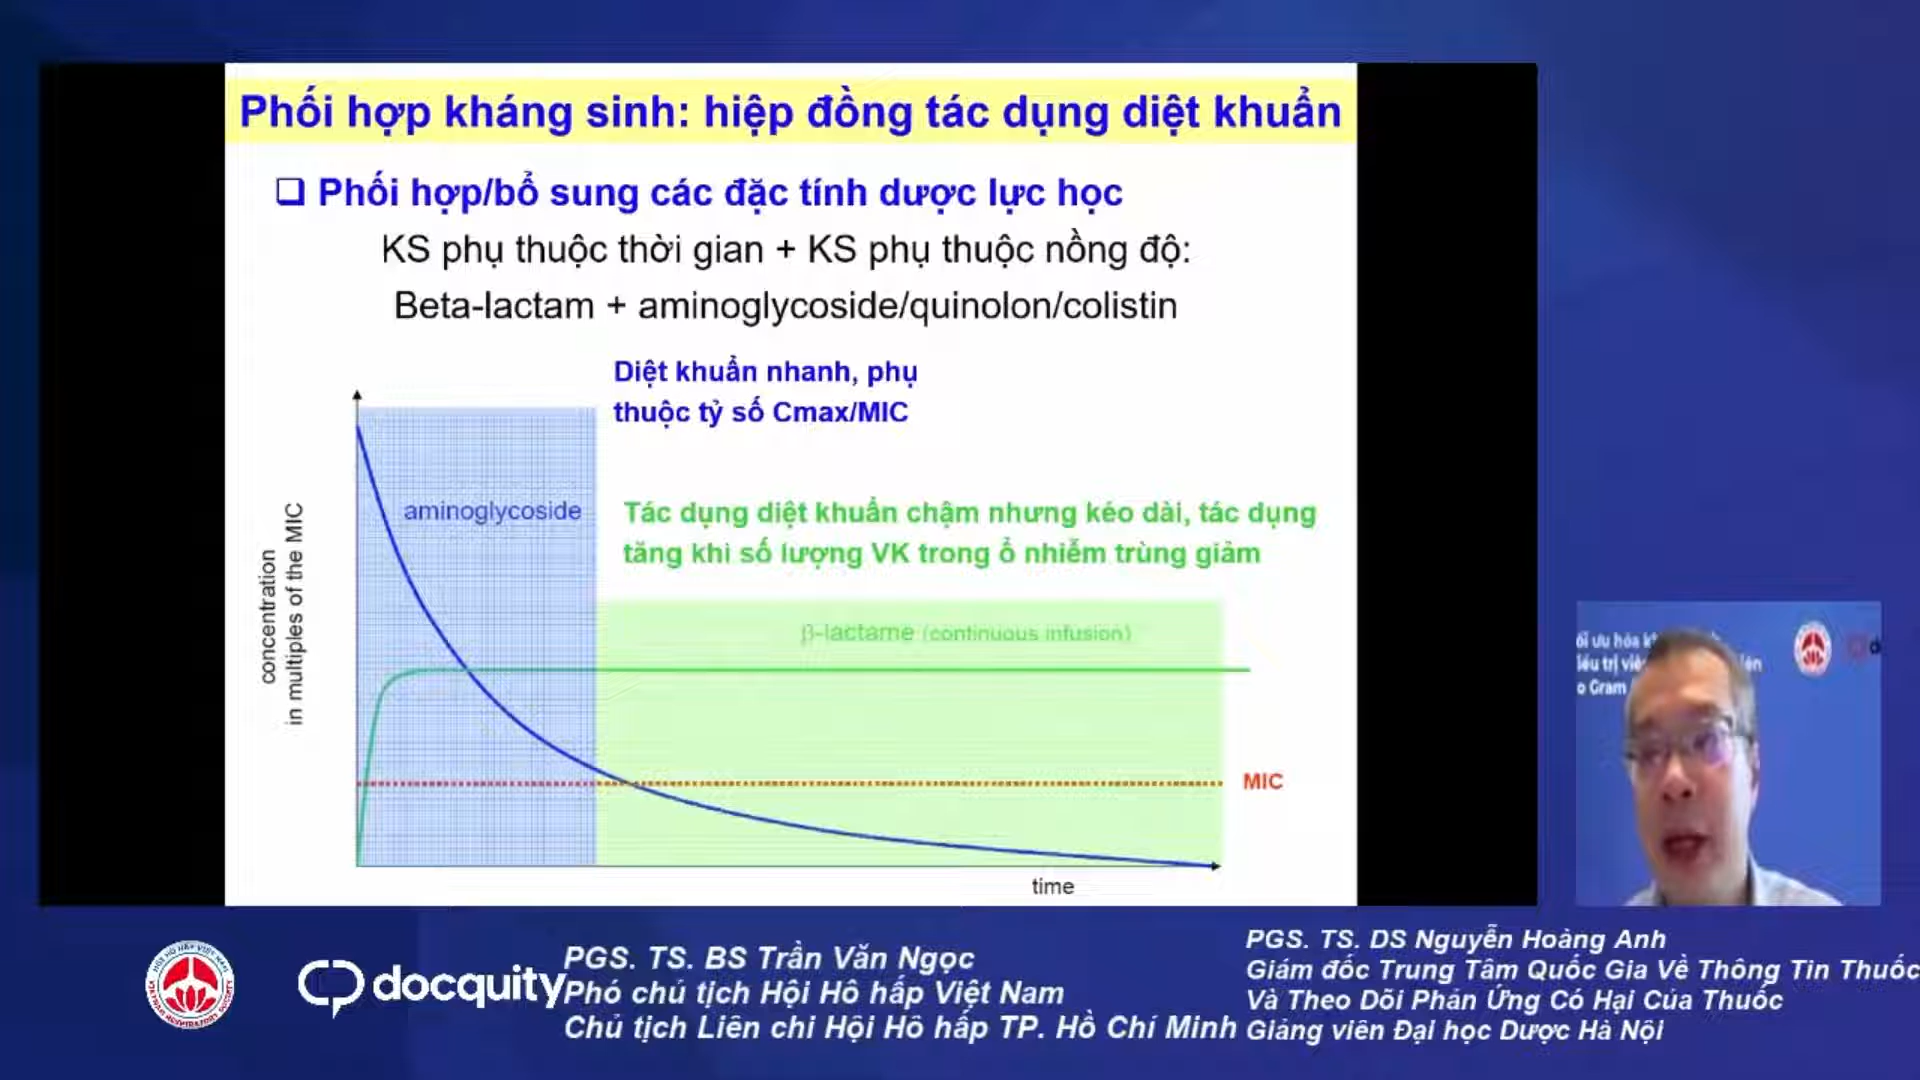 Phối hợp kháng sinh: hiệp đồng tác dụng diệt khuẩn
❑ Phối hợp/bổ sung các đặc tính dược lực học
KS phụ thuộc thời gian + KS phụ thuộc nồng độ:
Beta-lactam + aminoglycoside/quinolon/colistin
Diệt khuẩn nhanh, phụ
thuộc tỷ số Cmax/MIC
aminoglycoside
Tác dụng diệt khuẩn chậm nhưng kéo dài, tác dụng
tăng khi số lượng VK trong ổ nhiễm trùng giảm
β-lactame (continuous infusion)
concentration
in multiples of the MIC
MIC
time
ối ưu hóa
o Gram
docquity
PGS. TS. BS Trần Văn Ngọc
Phó chủ tịch Hội Hô hấp Việt Nam
Chủ tịch Liên chi Hội Hô hấp TP. Hồ Chí Minh
PGS. TS. DS Nguyễn Hoàng Anh
Giám đốc Trung Tâm Quốc Gia Về Thông Tin Thuốc
Và Theo Dõi Phản Ứng Có Hại Của Thuốc
Giảng viên Đại học Dược Hà Nội